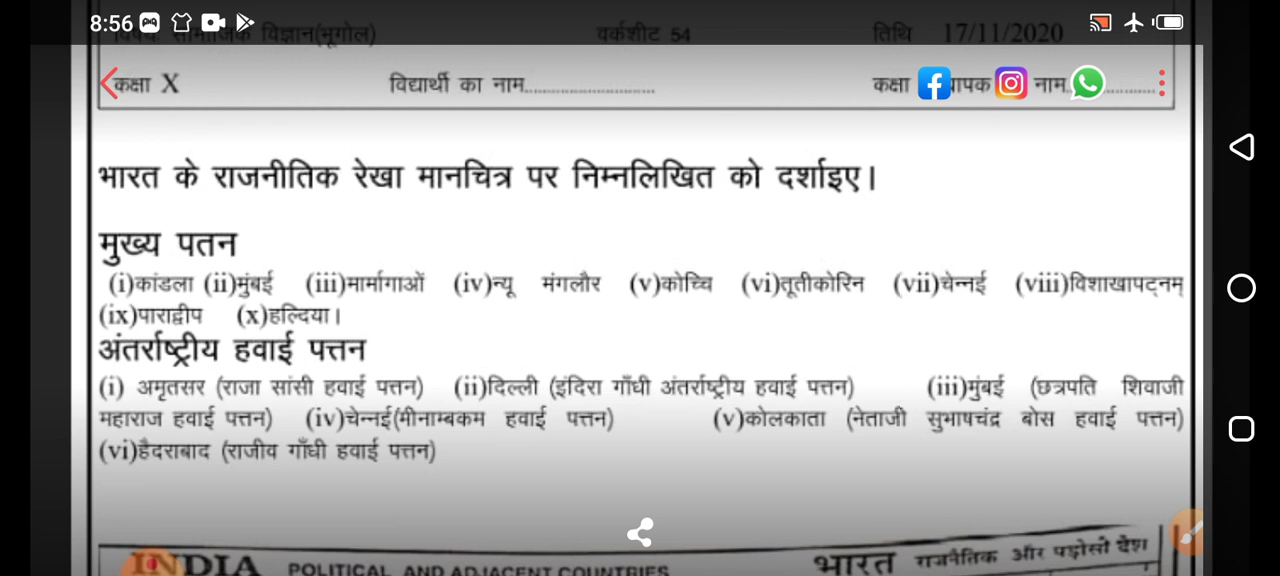 8:56
विषय सामाजिक विज्ञान(भूगोल) वर्कशीट 54 तिथि 17/11/2020
कक्षा X विद्यार्थी का नाम............................... कक्षा नाम
भारत के राजनीतिक रेखा मानचित्र पर निम्नलिखित को दर्शाइए।
मुख्य पतन
(i)कांडला (ii)मुंबई (iii)मार्मागाओं (iv)न्यू मंगलौर (v)कोच्चि (vi)तूतीकोरिन (vii)चेन्नई (viii)विशाखापट्नम्
(ix)पाराद्वीप (x)हल्दिया।
अंतर्राष्ट्रीय हवाई पत्तन
(i) अमृतसर (राजा सांसी हवाई पत्तन) (ii)दिल्ली (इंदिरा गाँधी अंतर्राष्ट्रीय हवाई पत्तन) (iii)मुंबई (छत्रपति शिवाजी
महाराज हवाई पत्तन) (iv)चेन्नई(मीनाम्बकम हवाई पत्तन) (v)कोलकाता (नेताजी सुभाषचंद्र बोस हवाई पत्तन)
(vi)हैदराबाद (राजीव गाँधी हवाई पत्तन)
INDIA POLITICAL AND ADJACENT COUNTRIES भारत राजनैतिक और पड़ोसी देश